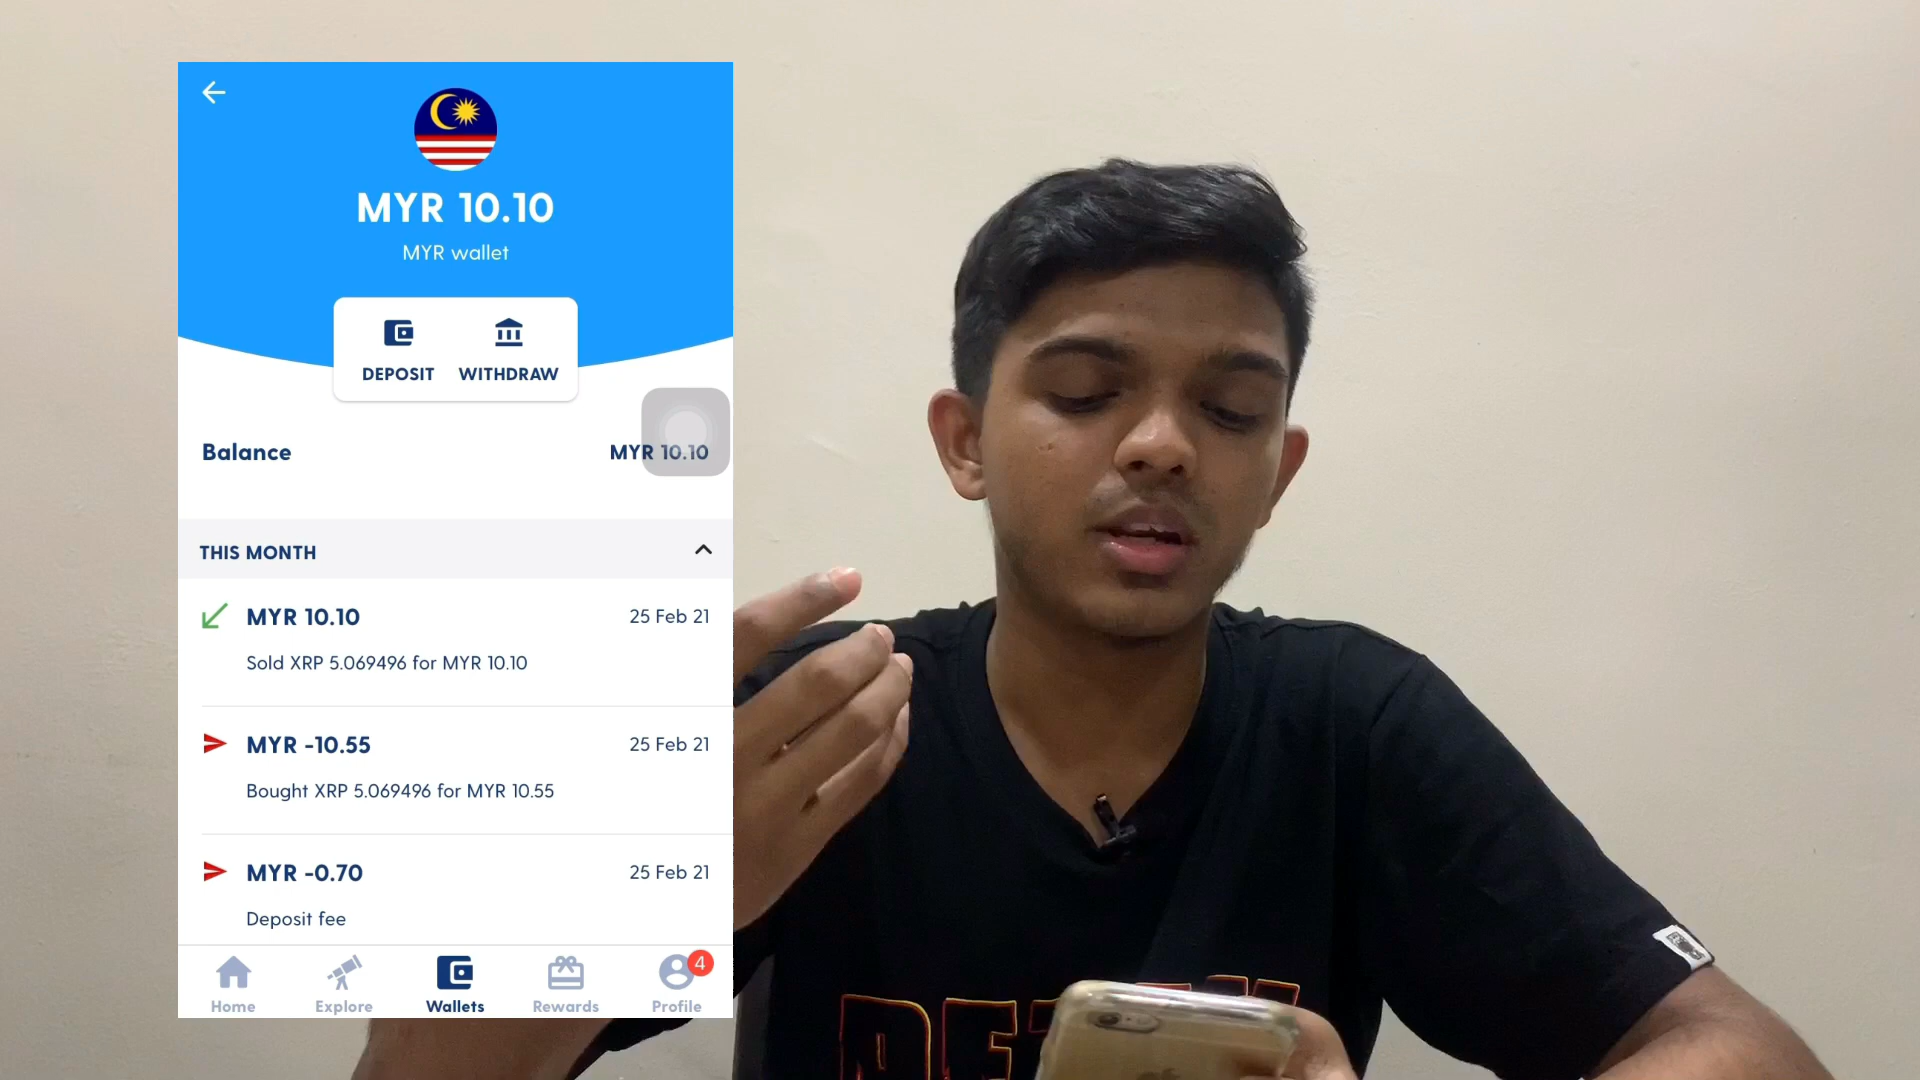 MYR 10.10
MYR wallet
DEPOSIT WITHDRAW
Balance MYR 10.10
THIS MONTH
MYR 10.10 25 Feb 21
Sold XRP 5.069496 for MYR 10.10
MYR -10.55 25 Feb 21
Bought XRP 5.069496 for MYR 10.55
MYR -0.70 25 Feb 21
Deposit fee
4
Home Explore Wallets Rewards Profile